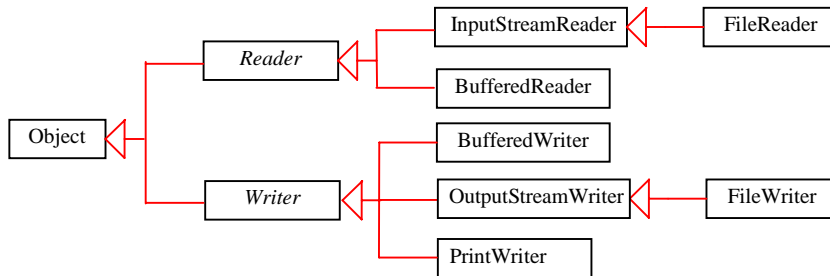 InputStreamReader
FileReader
Reader
BufferedReader
Object
BufferedWriter
Writer
OutputStreamWriter
FileWriter
PrintWriter